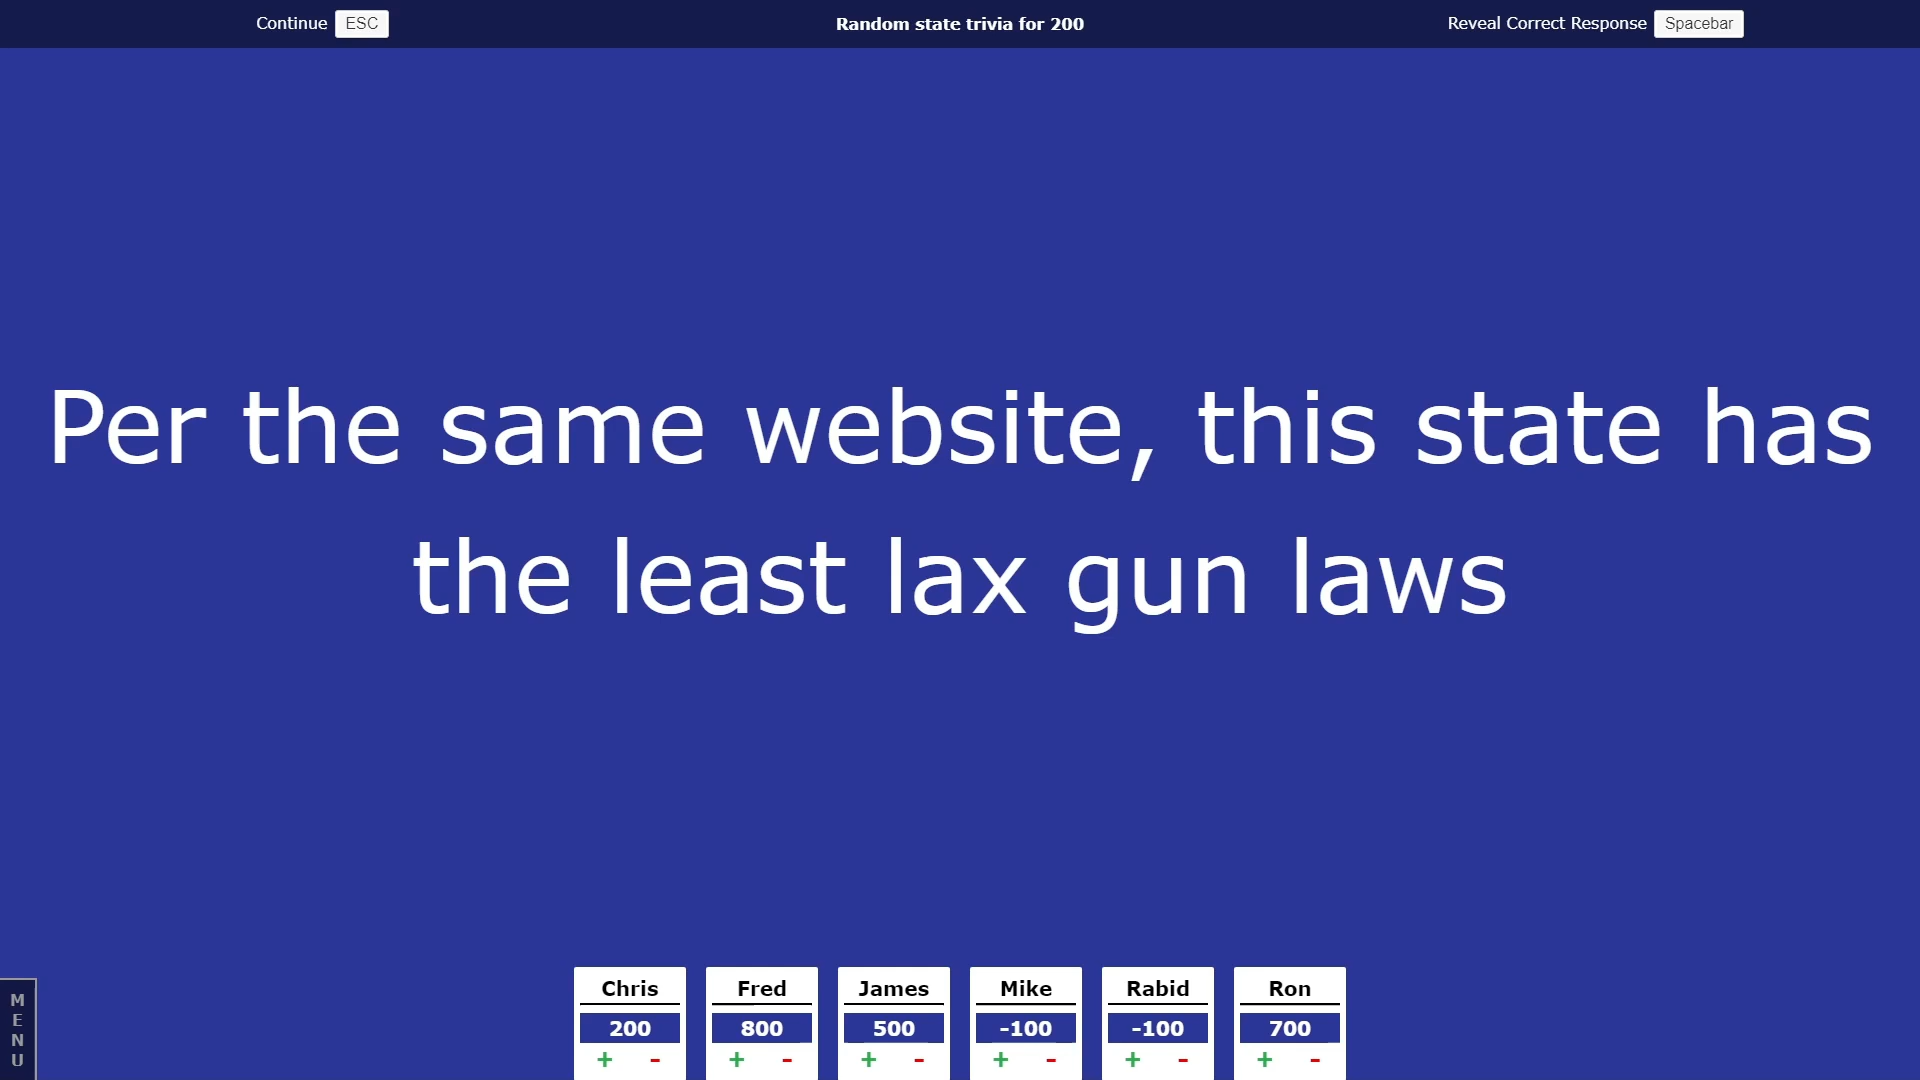 Continue ESC
Random state trivia for 200
Reveal Correct Response Spacebar
Per the same website, this state has
the least lax gun laws
MENU
Chris Fred James Mike Rabid Ron
200 800 500 -100 -100 700
+ - + - + - + - + - + -